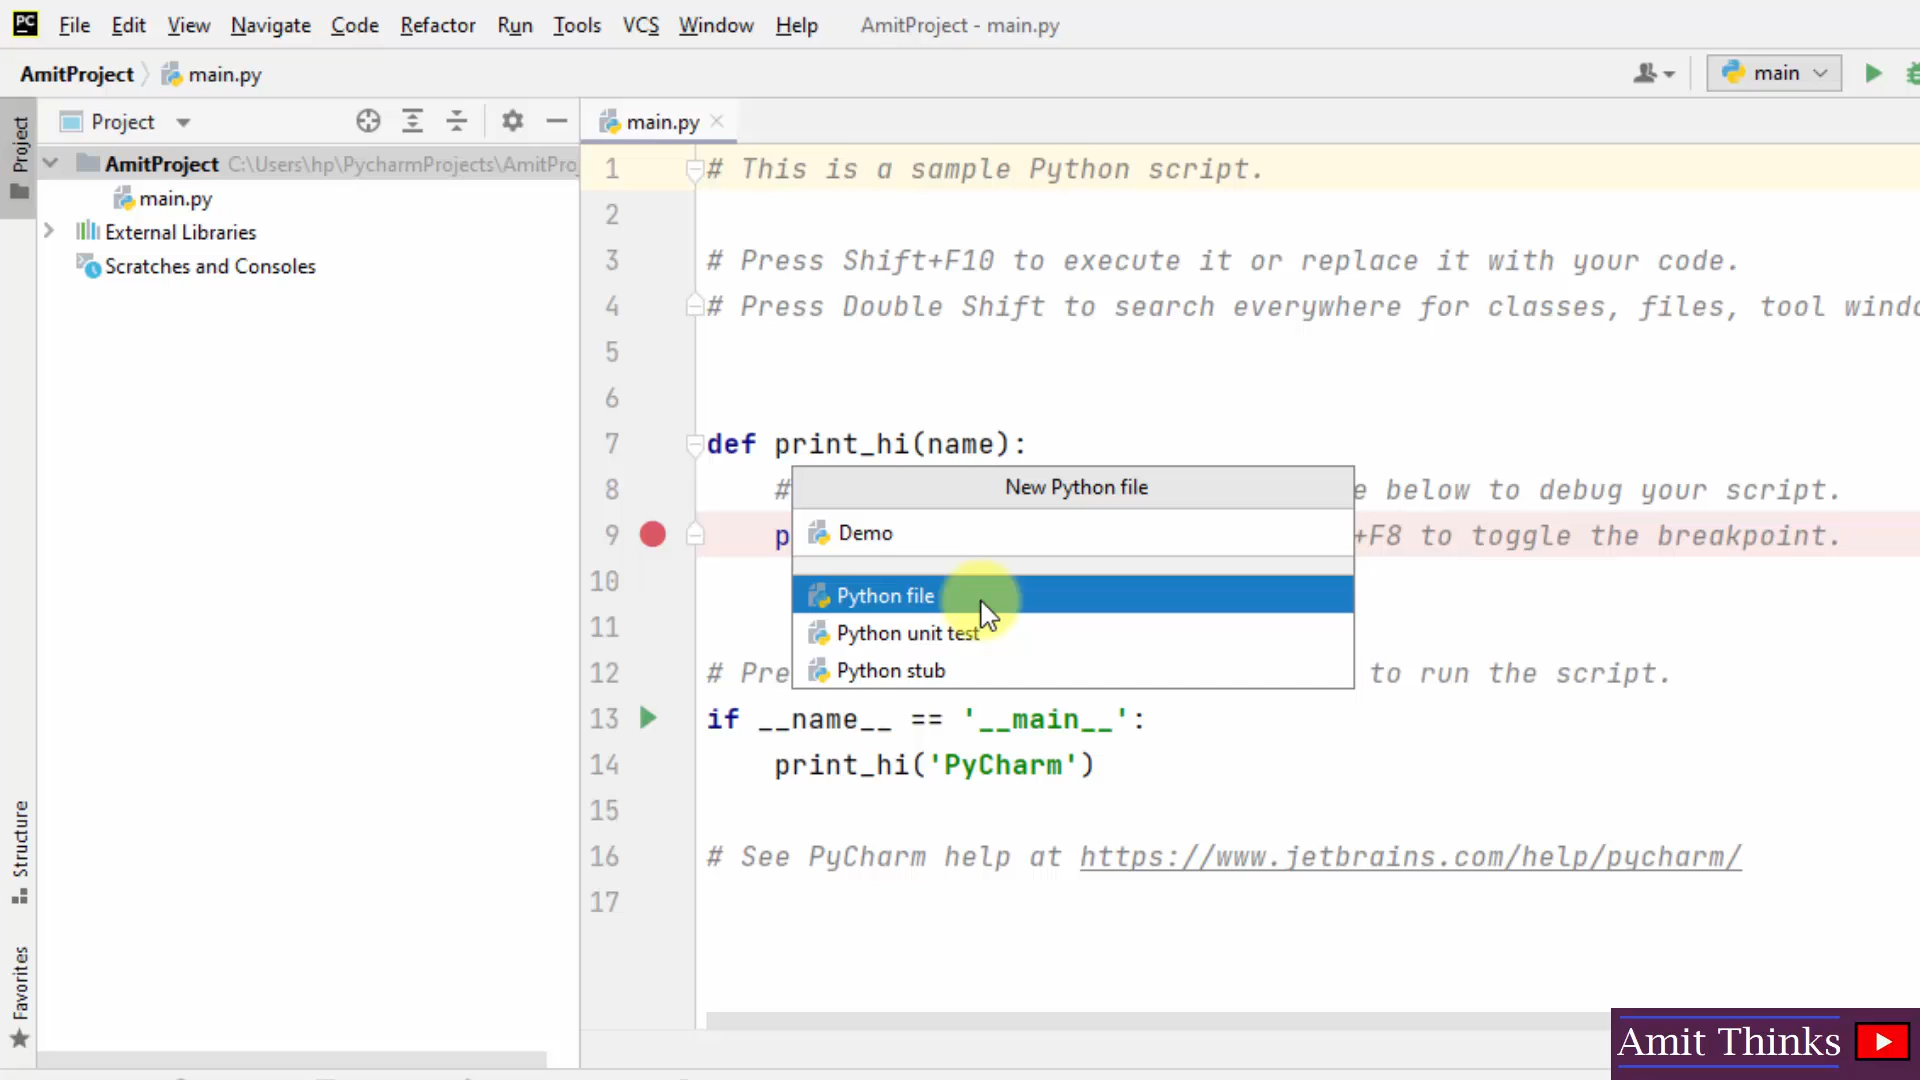 PC File Edit View Navigate Code Refactor Run Tools VCS Window Help AmitProject - main.py
AmitProject main.py main
Project
Project
main.py
AmitProject C:\Users\hp\PycharmProjects\AmitPro
main.py
External Libraries
Scratches and Consoles
1 # This is a sample Python script.
2
3 # Press Shift+F10 to execute it or replace it with your code.
4 # Press Double Shift to search everywhere for classes, files, tool
5
6
7 def print_hi(name):
8 # e below to debug your script.
9 p +F8 to toggle the breakpoint.
10
11
12 # Pre to run the script.
13 if __name__ == '__main__':
14 print_hi('PyCharm')
15
16 # See PyCharm help at https://www.jetbrains.com/help/pycharm/
17
New Python file
Demo
Python file
Python unit test
Python stub
Structure
Favorites
Amit Thinks